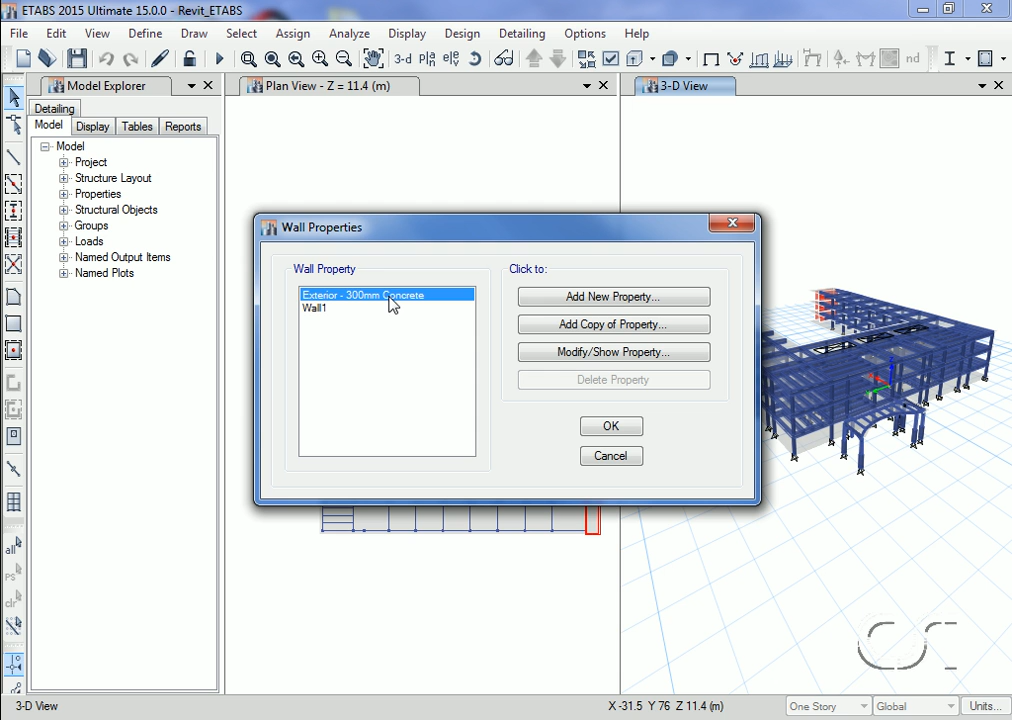 ETABS 2015 Ultimate 15.0.0 - Revit_ETABS
File Edit View Define Draw Select Assign Analyze Display Design Detailing Options Help
3-d pla ele nd
Model Explorer
Plan View - Z = 11.4 (m)
3-D View
Detailing
Model Display Tables Reports
Model
Project
Structure Layout
Properties
Structural Objects
Groups
Loads
Named Output Items
Named Plots
Wall Properties
Wall Property
Exterior - 300mm Concrete
Wall1
Click to:
Add New Property...
Add Copy of Property...
Modify/Show Property...
Delete Property
OK
Cancel
all
ps
clr
CSI
3-D View
X -31.5 Y 76 Z 11.4 (m)
One Story
Global
Units...